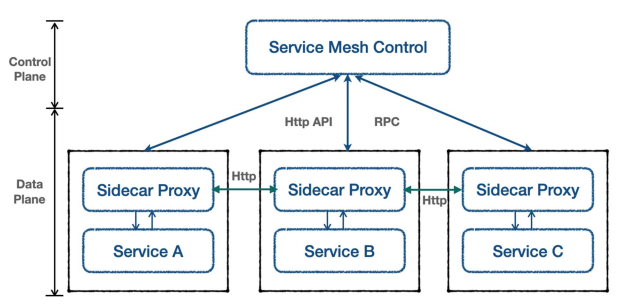 Service Mesh Control
Control
Plane
Http API
RPC
Data
Plane
Http
Http
Sidecar Proxy
Sidecar Proxy
Sidecar Proxy
Service A
Service B
Service C